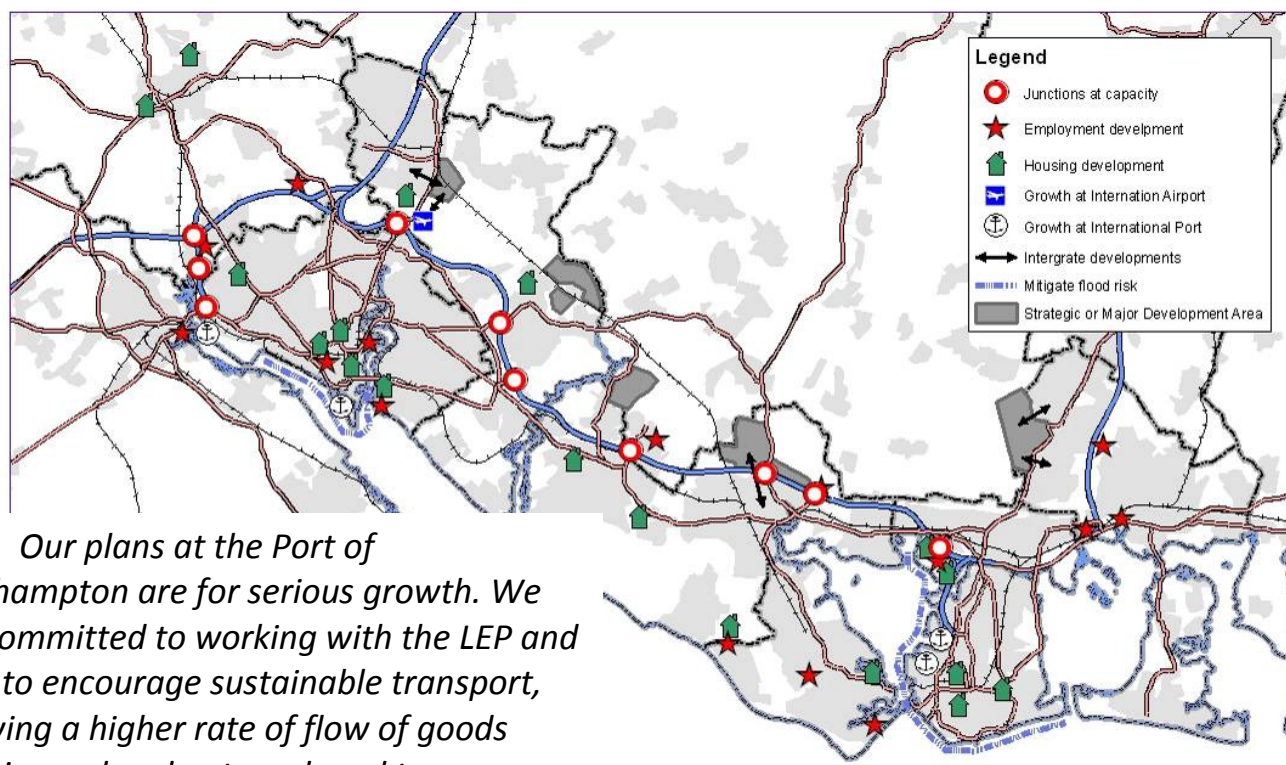 Legend
Junctions at capacity
Employment develpment
Housing development
Growth at Internation Airport
Growth at International Port
Intergrate developments
Mitigate flood risk
Strategic or Major Development Area
Our plans at the Port of
hampton are for serious growth. We
ommitted to working with the LEP and
to encourage sustainable transport,
ving a higher rate of flow of goods